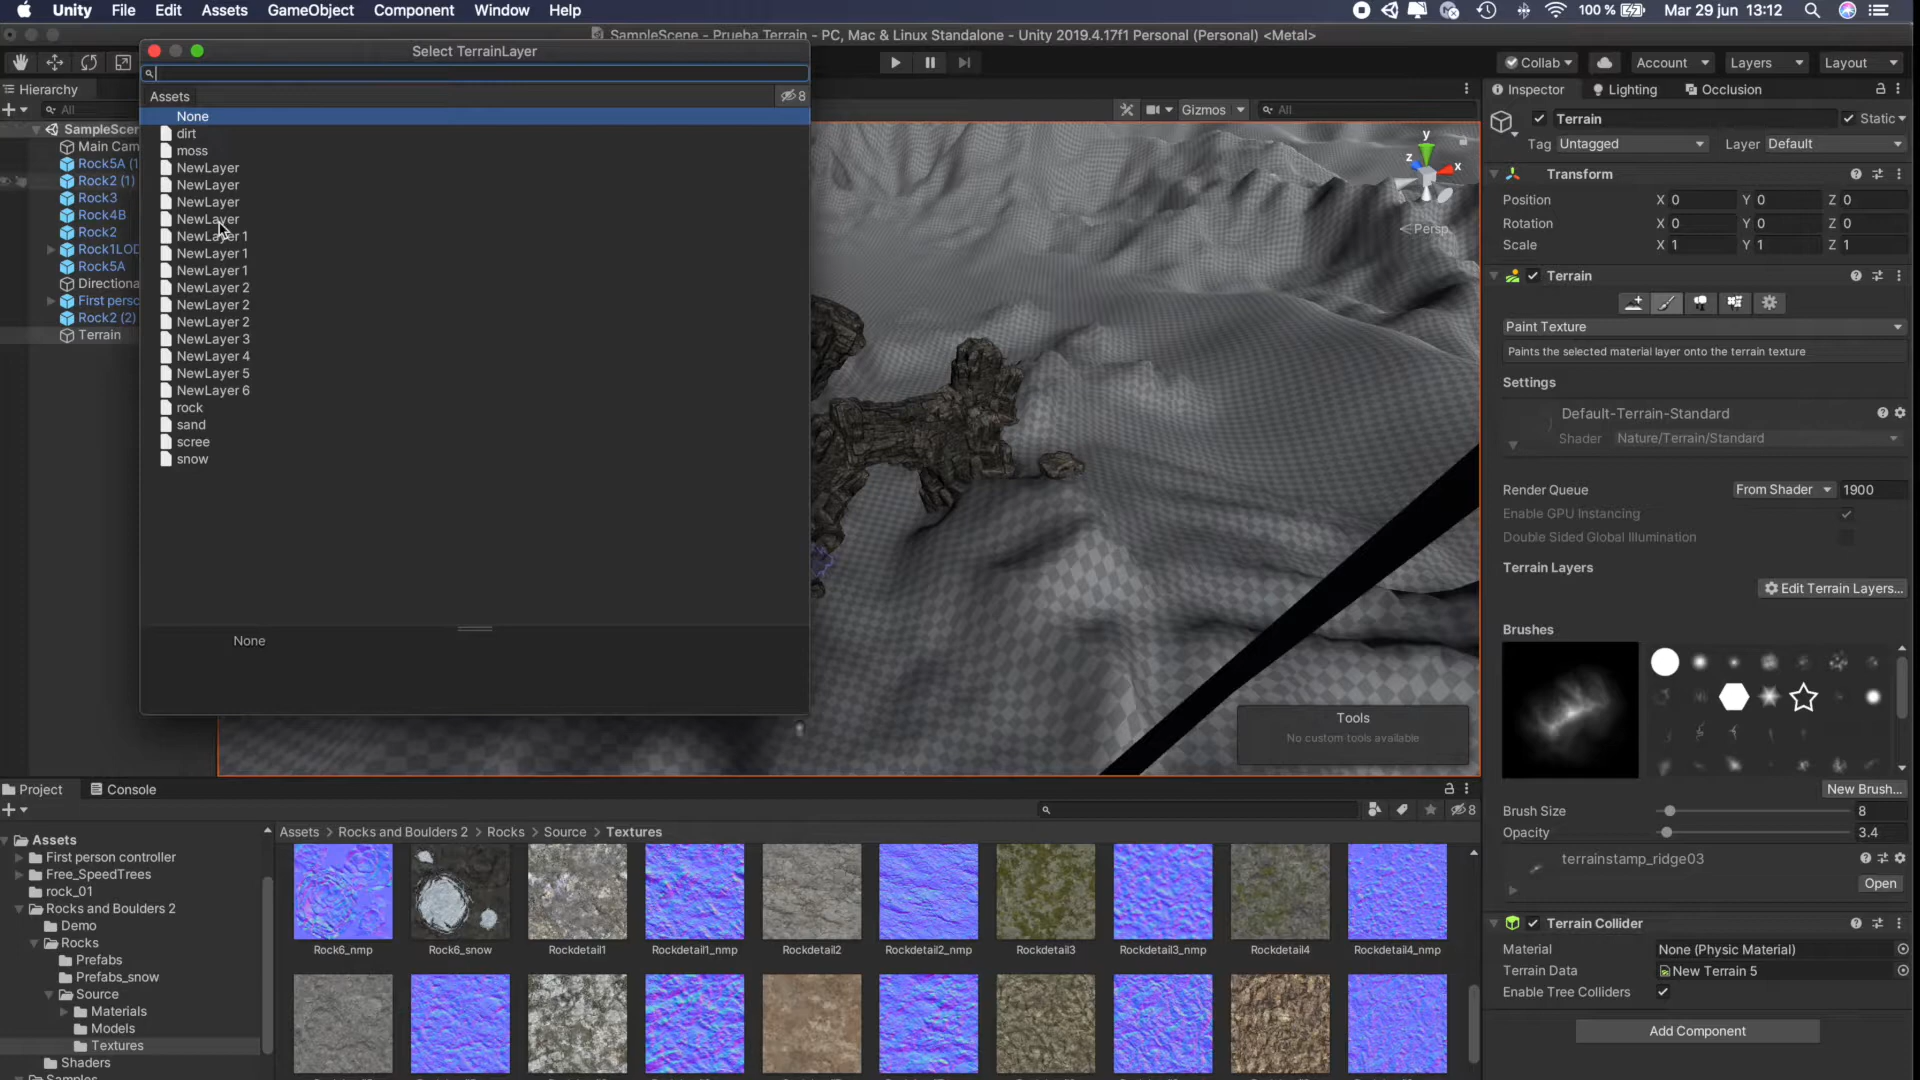 Unity File Edit Assets GameObject Component Window Help 100 % Mar 29 jun 13:12
SampleScene - Prueba Terrain - PC, Mac & Linux Standalone - Unity 2019.4.17f1 Personal (Personal) <Metal>
Select TerrainLayer
Collab Account Layers Layout
Hierarchy
All
Assets
8
None
dirt
moss
NewLayer
NewLayer
NewLayer
NewLayer
NewLayer 1
NewLayer 1
NewLayer 1
NewLayer 2
NewLayer 2
NewLayer 2
NewLayer 3
NewLayer 4
NewLayer 5
NewLayer 6
rock
sand
scree
snow
None
SampleScer
Main Cam
Rock5A (1
Rock2 (1)
Rock3
Rock4B
Rock2
Rock1LOD
Rock5A
Directiona
First perso
Rock2 (2)
Terrain
Gizmos All
y
z
x
Persp
Tools
No custom tools available
Inspector Lighting Occlusion
Terrain Static
Tag Untagged Layer Default
Transform
Position X 0 Y 0 Z 0
Rotation X 0 Y 0 Z 0
Scale X 1 Y 1 Z 1
Terrain
Paint Texture
Paints the selected material layer onto the terrain texture
Settings
Default-Terrain-Standard
Shader Nature/Terrain/Standard
Render Queue From Shader 1900
Enable GPU Instancing
Double Sided Global Illumination
Terrain Layers
Edit Terrain Layers...
Brushes
New Brush...
Brush Size 8
Opacity 3.4
terrainstamp_ridge03
Open
Terrain Collider
Material None (Physic Material)
Terrain Data New Terrain 5
Enable Tree Colliders
Add Component
Project Console
8
Assets
First person controller
Free_SpeedTrees
rock_01
Rocks and Boulders 2
Demo
Rocks
Prefabs
Prefabs_snow
Source
Materials
Models
Textures
Shaders
Samples
Assets > Rocks and Boulders 2 > Rocks > Source > Textures
Rock6_nmp Rock6_snow Rockdetail1 Rockdetail1_nmp Rockdetail2 Rockdetail2_nmp Rockdetail3 Rockdetail3_nmp Rockdetail4 Rockdetail4_nmp